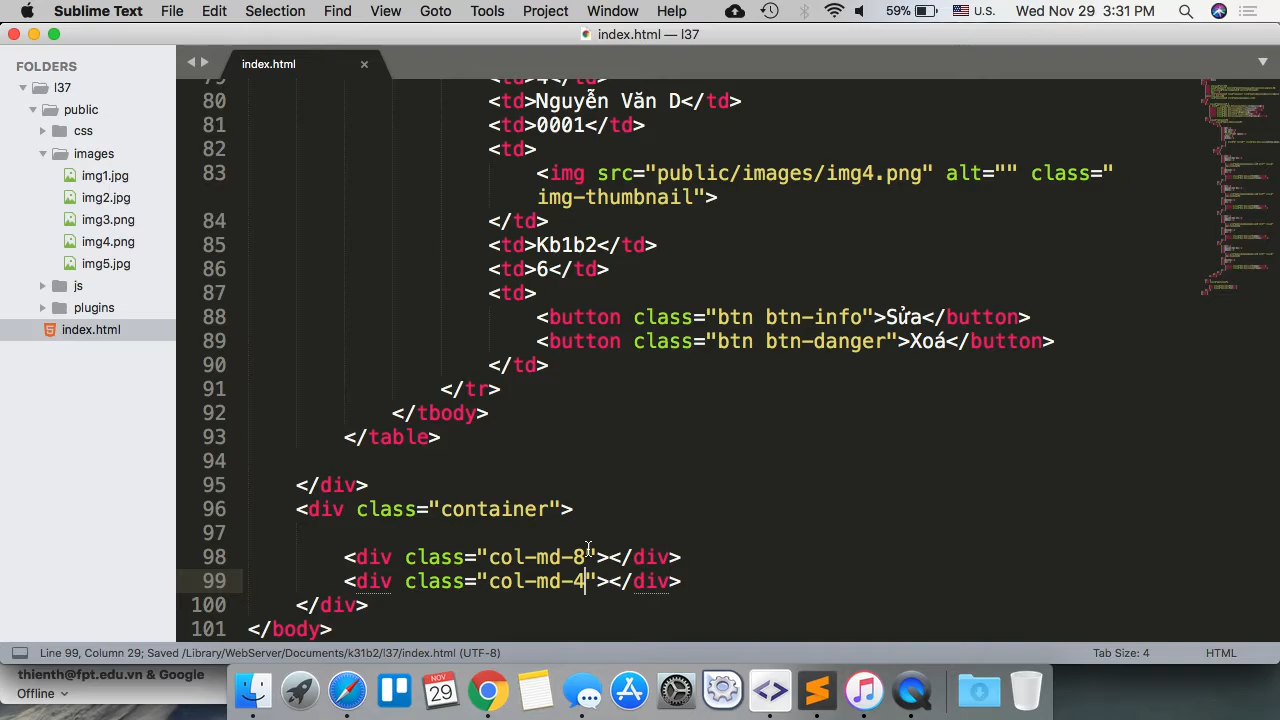 Sublime Text File Edit Selection Find View Goto Tools Project Window Help 59% U.S. Wed Nov 29 3:31 PM
index.html — l37
FOLDERS
l37
public
css
images
img1.jpg
img2.jpg
img3.png
img4.png
img5.jpg
js
plugins
index.html
index.html
79 <td>4</td>
80 <td>Nguyễn Văn D</td>
81 <td>0001</td>
82 <td>
83 <img src="public/images/img4.png" alt="" class="
img-thumbnail">
84 </td>
85 <td>Kb1b2</td>
86 <td>6</td>
87 <td>
88 <button class="btn btn-info">Sửa</button>
89 <button class="btn btn-danger">Xoá</button>
90 </td>
91 </tr>
92 </tbody>
93 </table>
94
95 </div>
96 <div class="container">
97
98 <div class="col-md-8"></div>
99 <div class="col-md-4"></div>
100 </div>
101 </body>
Line 99, Column 29; Saved /Library/WebServer/Documents/k31b2/l37/index.html (UTF-8) Tab Size: 4 HTML
thienth@fpt.edu.vn & Google
Offline
NOV
29